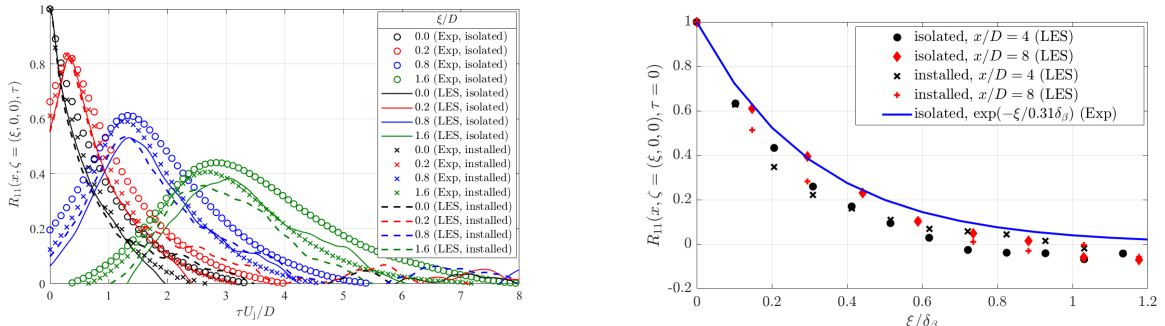 1
0.8
0.6
0.4
0.2
0
0 1 2 3 4 5 6 7 8
R₁₁(x, ζ = (ξ, 0, 0), τ)
τU_j/D
ξ/D
0.0 (Exp, isolated)
0.2 (Exp, isolated)
0.8 (Exp, isolated)
1.6 (Exp, isolated)
0.0 (LES, isolated)
0.2 (LES, isolated)
0.8 (LES, isolated)
1.6 (LES, isolated)
0.0 (Exp, installed)
0.2 (Exp, installed)
0.8 (Exp, installed)
1.6 (Exp, installed)
0.0 (LES, installed)
0.2 (LES, installed)
0.8 (LES, installed)
1.6 (LES, installed)
1
0.8
0.6
0.4
0.2
0
-0.2
0 0.2 0.4 0.6 0.8 1 1.2
R₁₁(x, ζ = (ξ, 0, 0), τ = 0)
ξ/δ_β
isolated, x/D = 4 (LES)
isolated, x/D = 8 (LES)
installed, x/D = 4 (LES)
installed, x/D = 8 (LES)
isolated, exp(−ξ/0.31δ_β) (Exp)